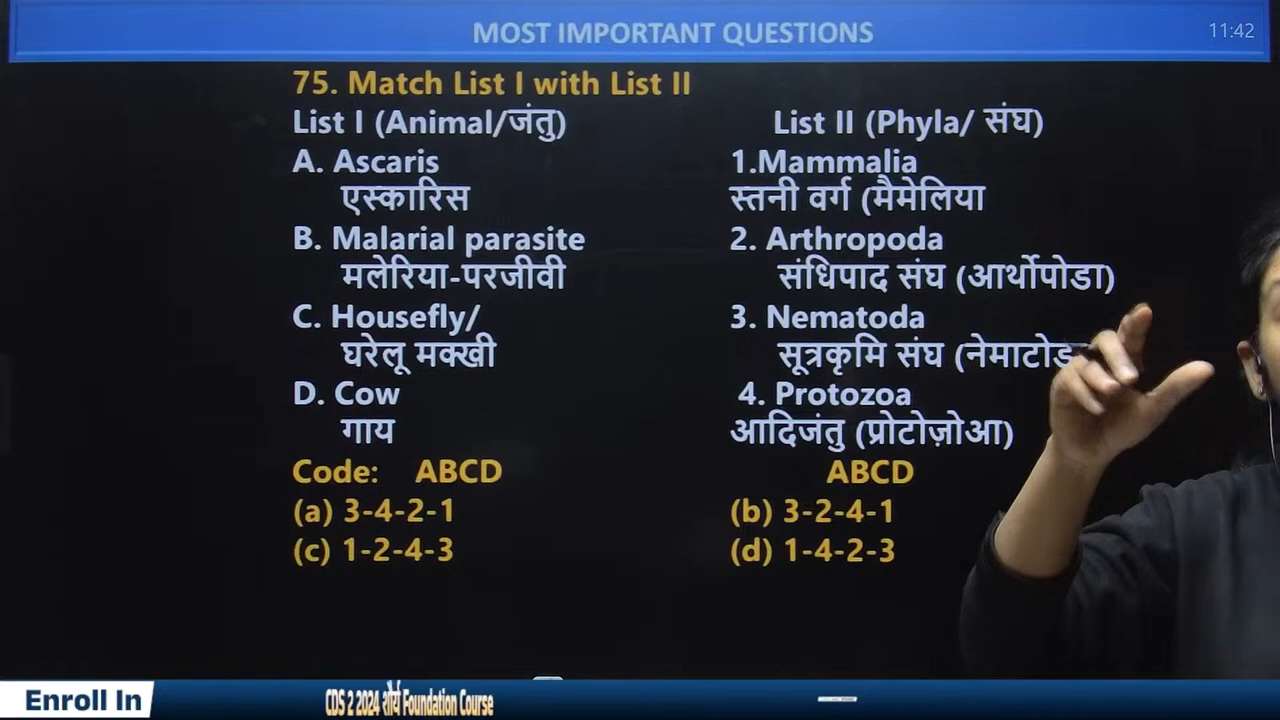 MOST IMPORTANT QUESTIONS
11:42
75. Match List I with List II
List I (Animal/जंतु) List II (Phyla/ संघ)
A. Ascaris 1.Mammalia
एस्कारिस स्तनी वर्ग (मैमेलिया
B. Malarial parasite 2. Arthropoda
मलेरिया-परजीवी संधिपाद संघ (आर्थोपोडा)
C. Housefly/ 3. Nematoda
घरेलू मक्खी सूत्रकृमि संघ
D. Cow 4. Protozoa
गाय आदिजंतु (प्रोटोज़ोआ)
Code: ABCD ABCD
(a) 3-4-2-1 (b) 3-2-4-1
(c) 1-2-4-3 (d) 1-4-2-3
Enroll In CDS 2 2024 शौर्य Foundation Course